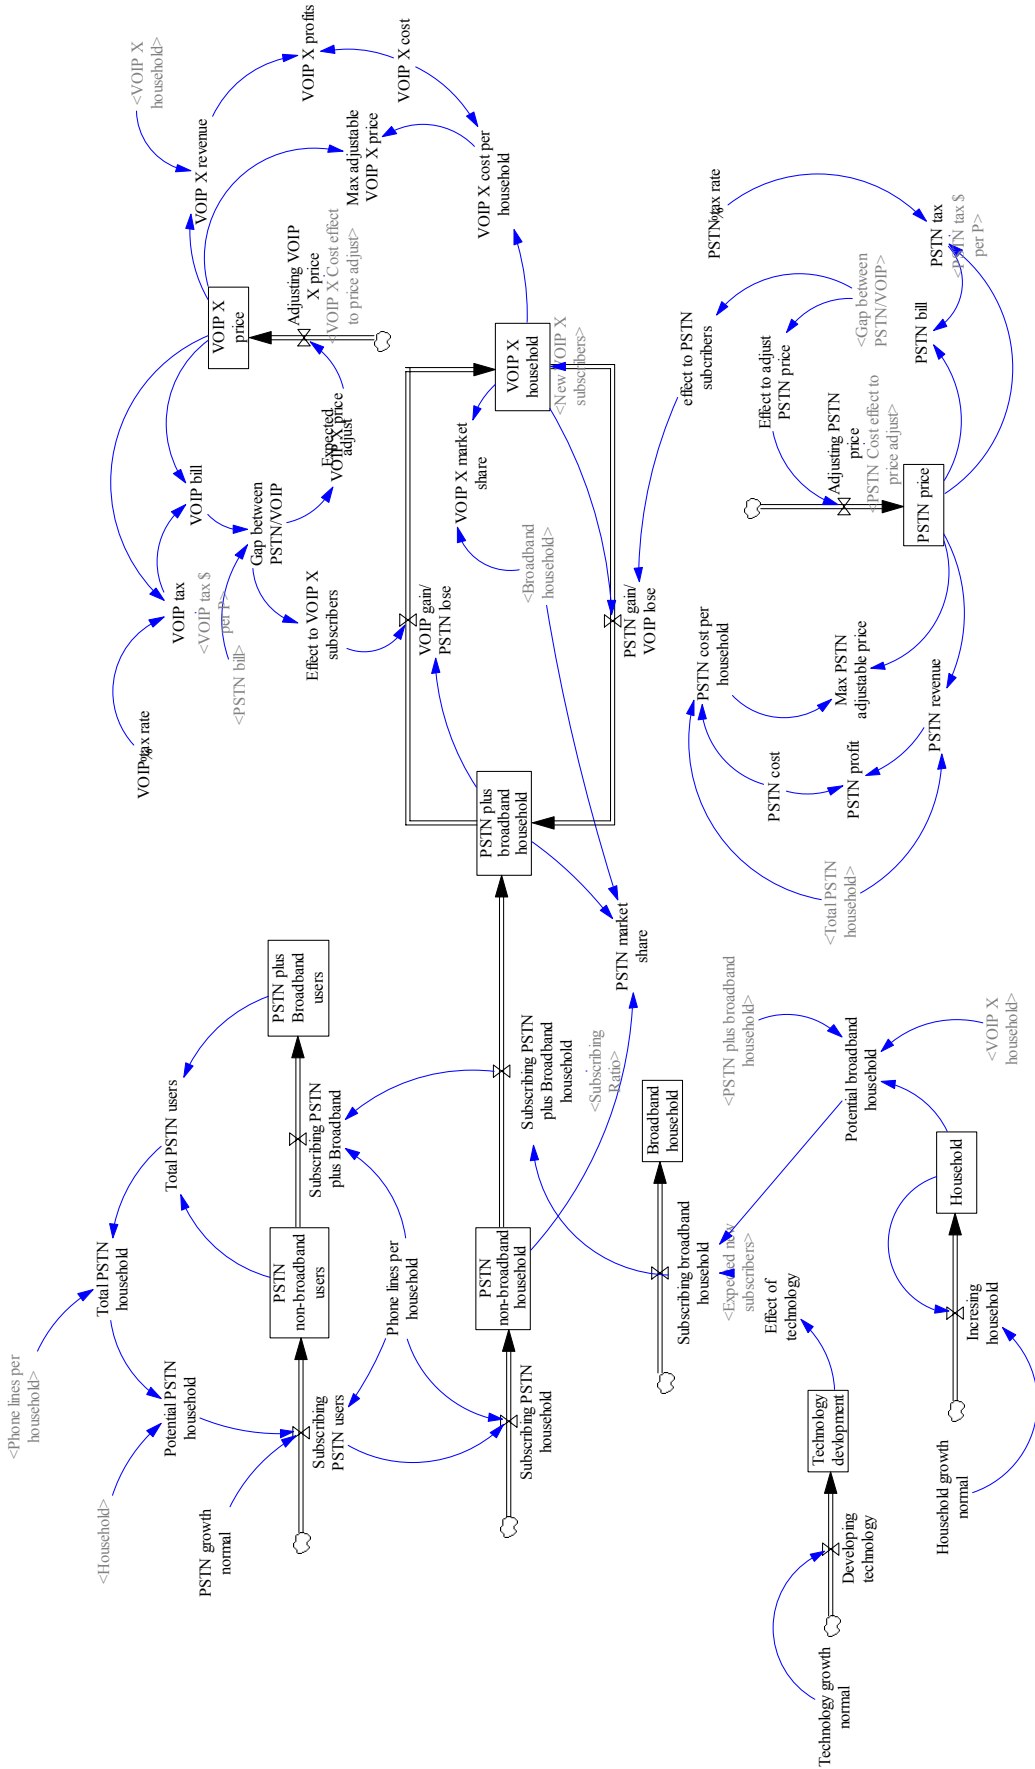 <Phone lines per
household>
<Household>
Total PSTN
household
Potential PSTN
household
Total PSTN users
PSTN growth
normal
Subscribing
PSTN users
PSTN
non-broadband
users
Subscribing PSTN
plus Broadband
PSTN plus
Broadband
users
Phone lines per
household
Subscribing PSTN
household
PSTN
non-broadband
household
Subscribing PSTN
plus Broadband
household
<Subscribing
Ratio>
PSTN plus
broadband
household
PSTN market
share
VOIP tax rate
%
VOIP tax
<VOIP tax $
per P>
<PSTN bill>
VOIP bill
Gap between
PSTN/VOIP
Effect to VOIP X
subscribers
Expected
VOIP X price
adjust
VOIP X
price
Adjusting VOIP
X price
<VOIP X Cost effect
to price adjust>
VOIP X revenue
<VOIP X
household>
VOIP X profits
VOIP X cost
Max adjustable
VOIP X price
VOIP X cost per
household
VOIP gain/
PSTN lose
VOIP X market
share
VOIP X
household
<New VOIP X
subscribers>
<Broadband
household>
PSTN gain/
VOIP lose
effect to PSTN
subcribers
Subscribing broadband
household
Broadband
household
<Expected new
subscribers>
Effect of
technology
Technology
devlopment
Developing
technology
Technology growth
normal
<PSTN plus broadband
household>
Potential broadband
household
<VOIP X
household>
Household
Incresing
household
Household growth
normal
PSTN cost per
household
PSTN cost
Max PSTN
adjustable price
PSTN profit
PSTN revenue
<Total PSTN
household>
Effect to adjust
PSTN price
Adjusting PSTN
price
<PSTN Cost effect to
price adjust>
PSTN price
<Gap between
PSTN/VOIP>
PSTN bill
PSTN tax
<PSTN tax $
per P>
PSTN tax rate
%